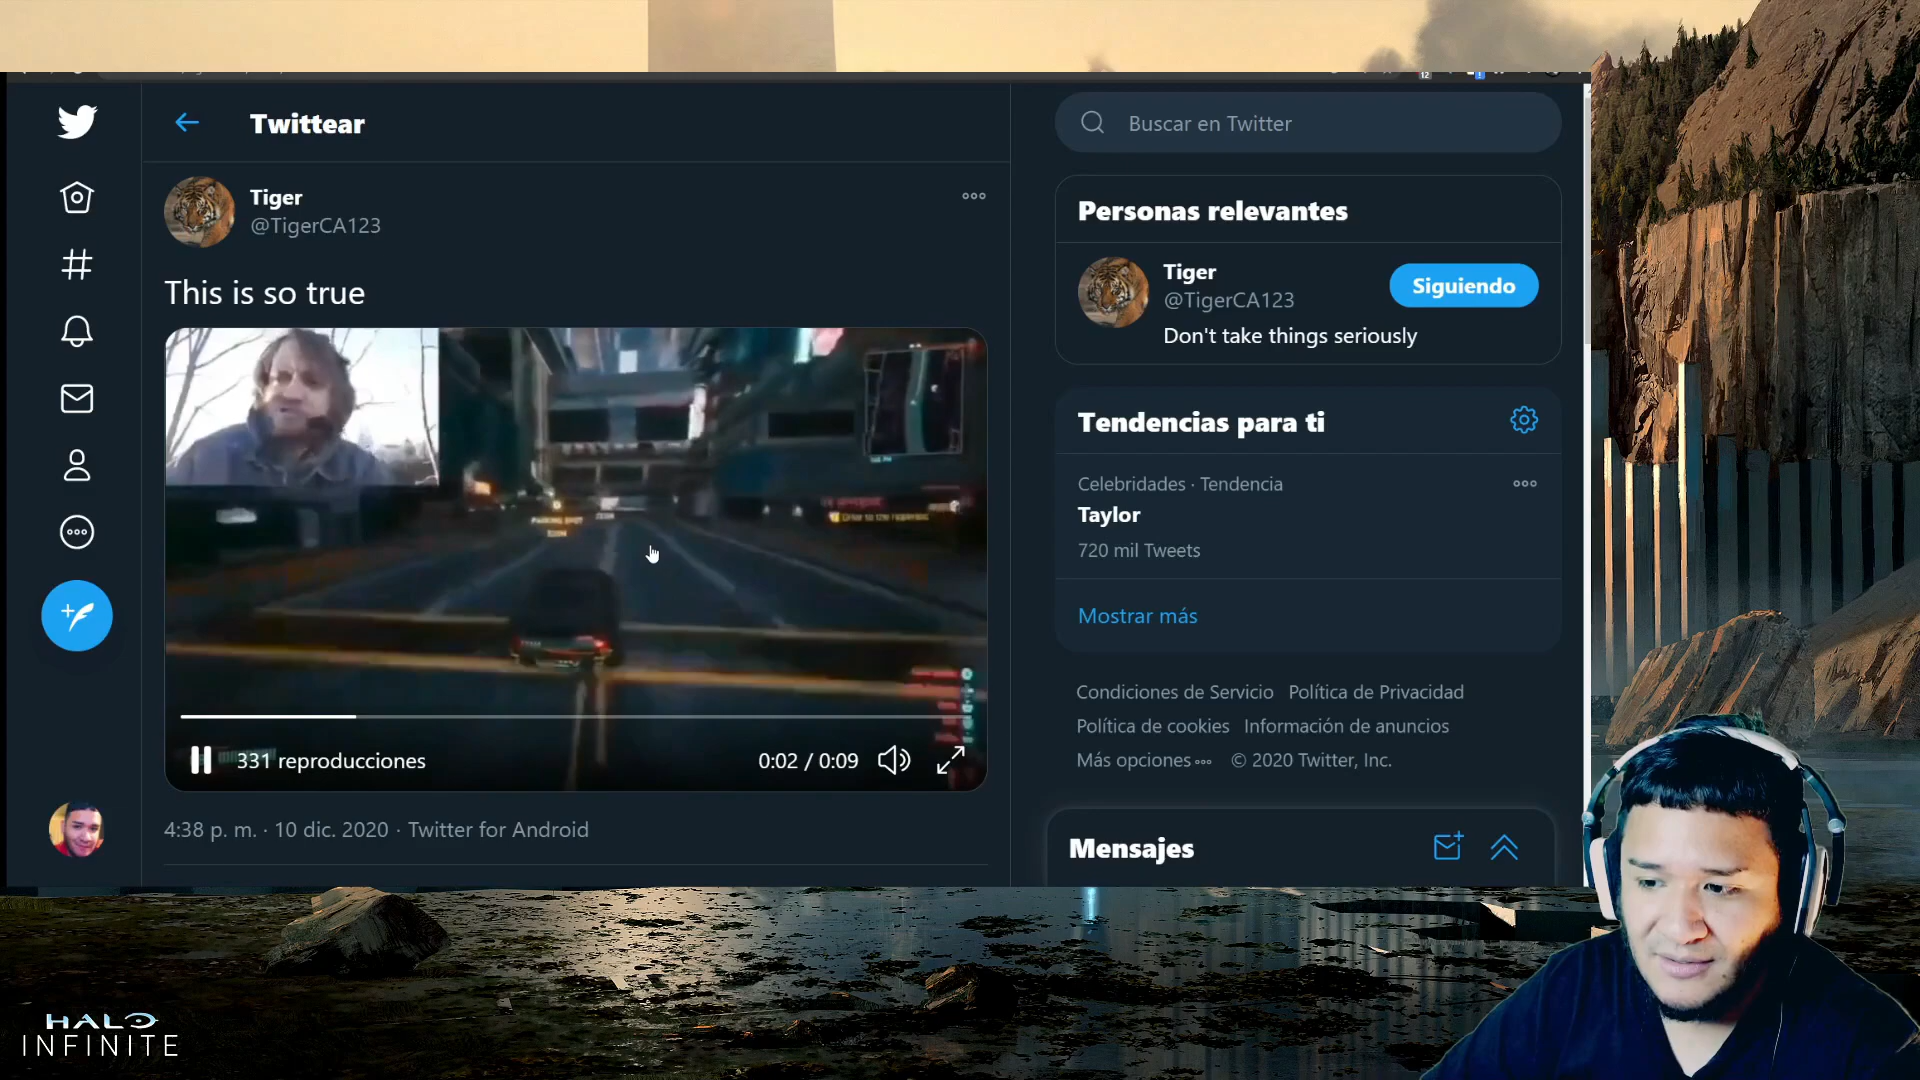 12
Twittear
Buscar en Twitter
Tiger
@TigerCA123
This is so true
PARKING SPOT
331 reproducciones
0:02 / 0:09
4:38 p. m. · 10 dic. 2020 · Twitter for Android
Personas relevantes
Tiger
@TigerCA123
Siguiendo
Don't take things seriously
Tendencias para ti
Celebridades · Tendencia
Taylor
720 mil Tweets
Mostrar más
Condiciones de Servicio Política de Privacidad
Política de cookies Información de anuncios
Más opciones © 2020 Twitter, Inc.
Mensajes
HALO
INFINITE